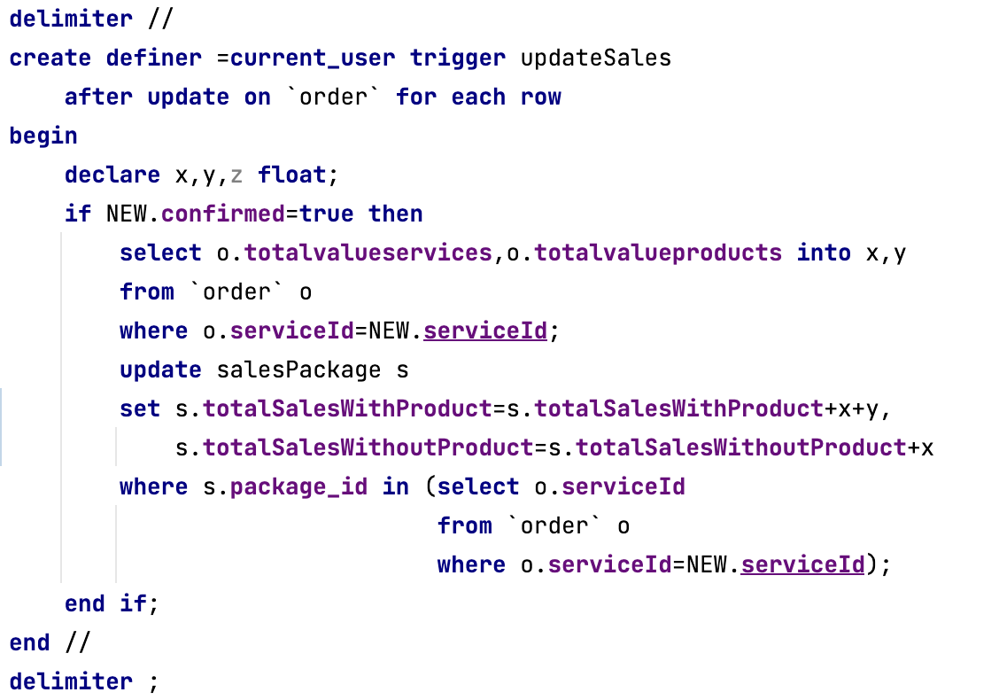 delimiter //
create definer =current_user trigger updateSales
    after update on `order` for each row
begin
    declare x,y,z float;
    if NEW.confirmed=true then
        select o.totalvalueservices,o.totalvalueproducts into x,y
        from `order` o
        where o.serviceId=NEW.serviceId;
        update salesPackage s
        set s.totalSalesWithProduct=s.totalSalesWithProduct+x+y,
            s.totalSalesWithoutProduct=s.totalSalesWithoutProduct+x
        where s.package_id in (select o.serviceId
                               from `order` o
                               where o.serviceId=NEW.serviceId);
    end if;
end //
delimiter ;